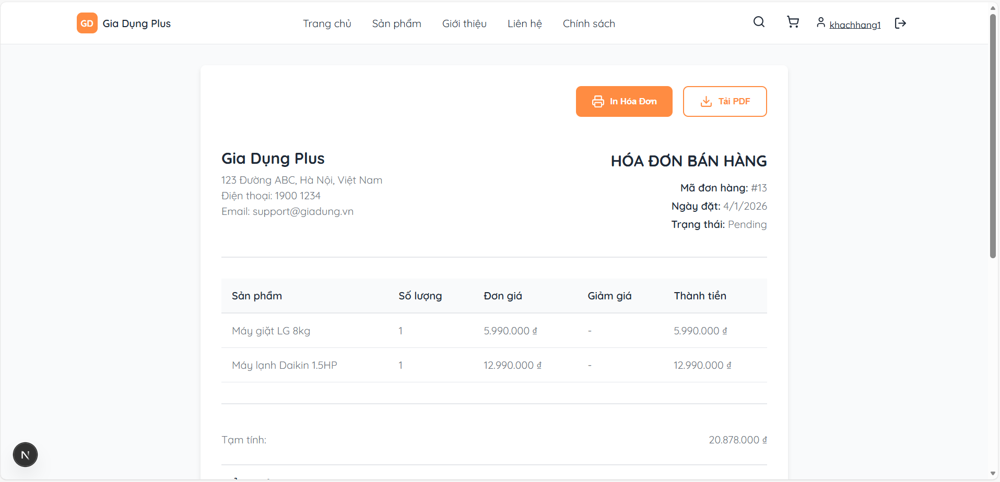 GD Gia Dụng Plus Trang chủ Sản phẩm Giới thiệu Liên hệ Chính sách khachhang1
In Hóa Đơn Tải PDF
Gia Dụng Plus
123 Đường ABC, Hà Nội, Việt Nam
Điện thoại: 1900 1234
Email: support@giadung.vn
HÓA ĐƠN BÁN HÀNG
Mã đơn hàng: #13
Ngày đặt: 4/1/2026
Trạng thái: Pending
Sản phẩm Số lượng Đơn giá Giảm giá Thành tiền
Máy giặt LG 8kg 1 5.990.000 ₫ - 5.990.000 ₫
Máy lạnh Daikin 1.5HP 1 12.990.000 ₫ - 12.990.000 ₫
Tạm tính: 20.878.000 ₫
N